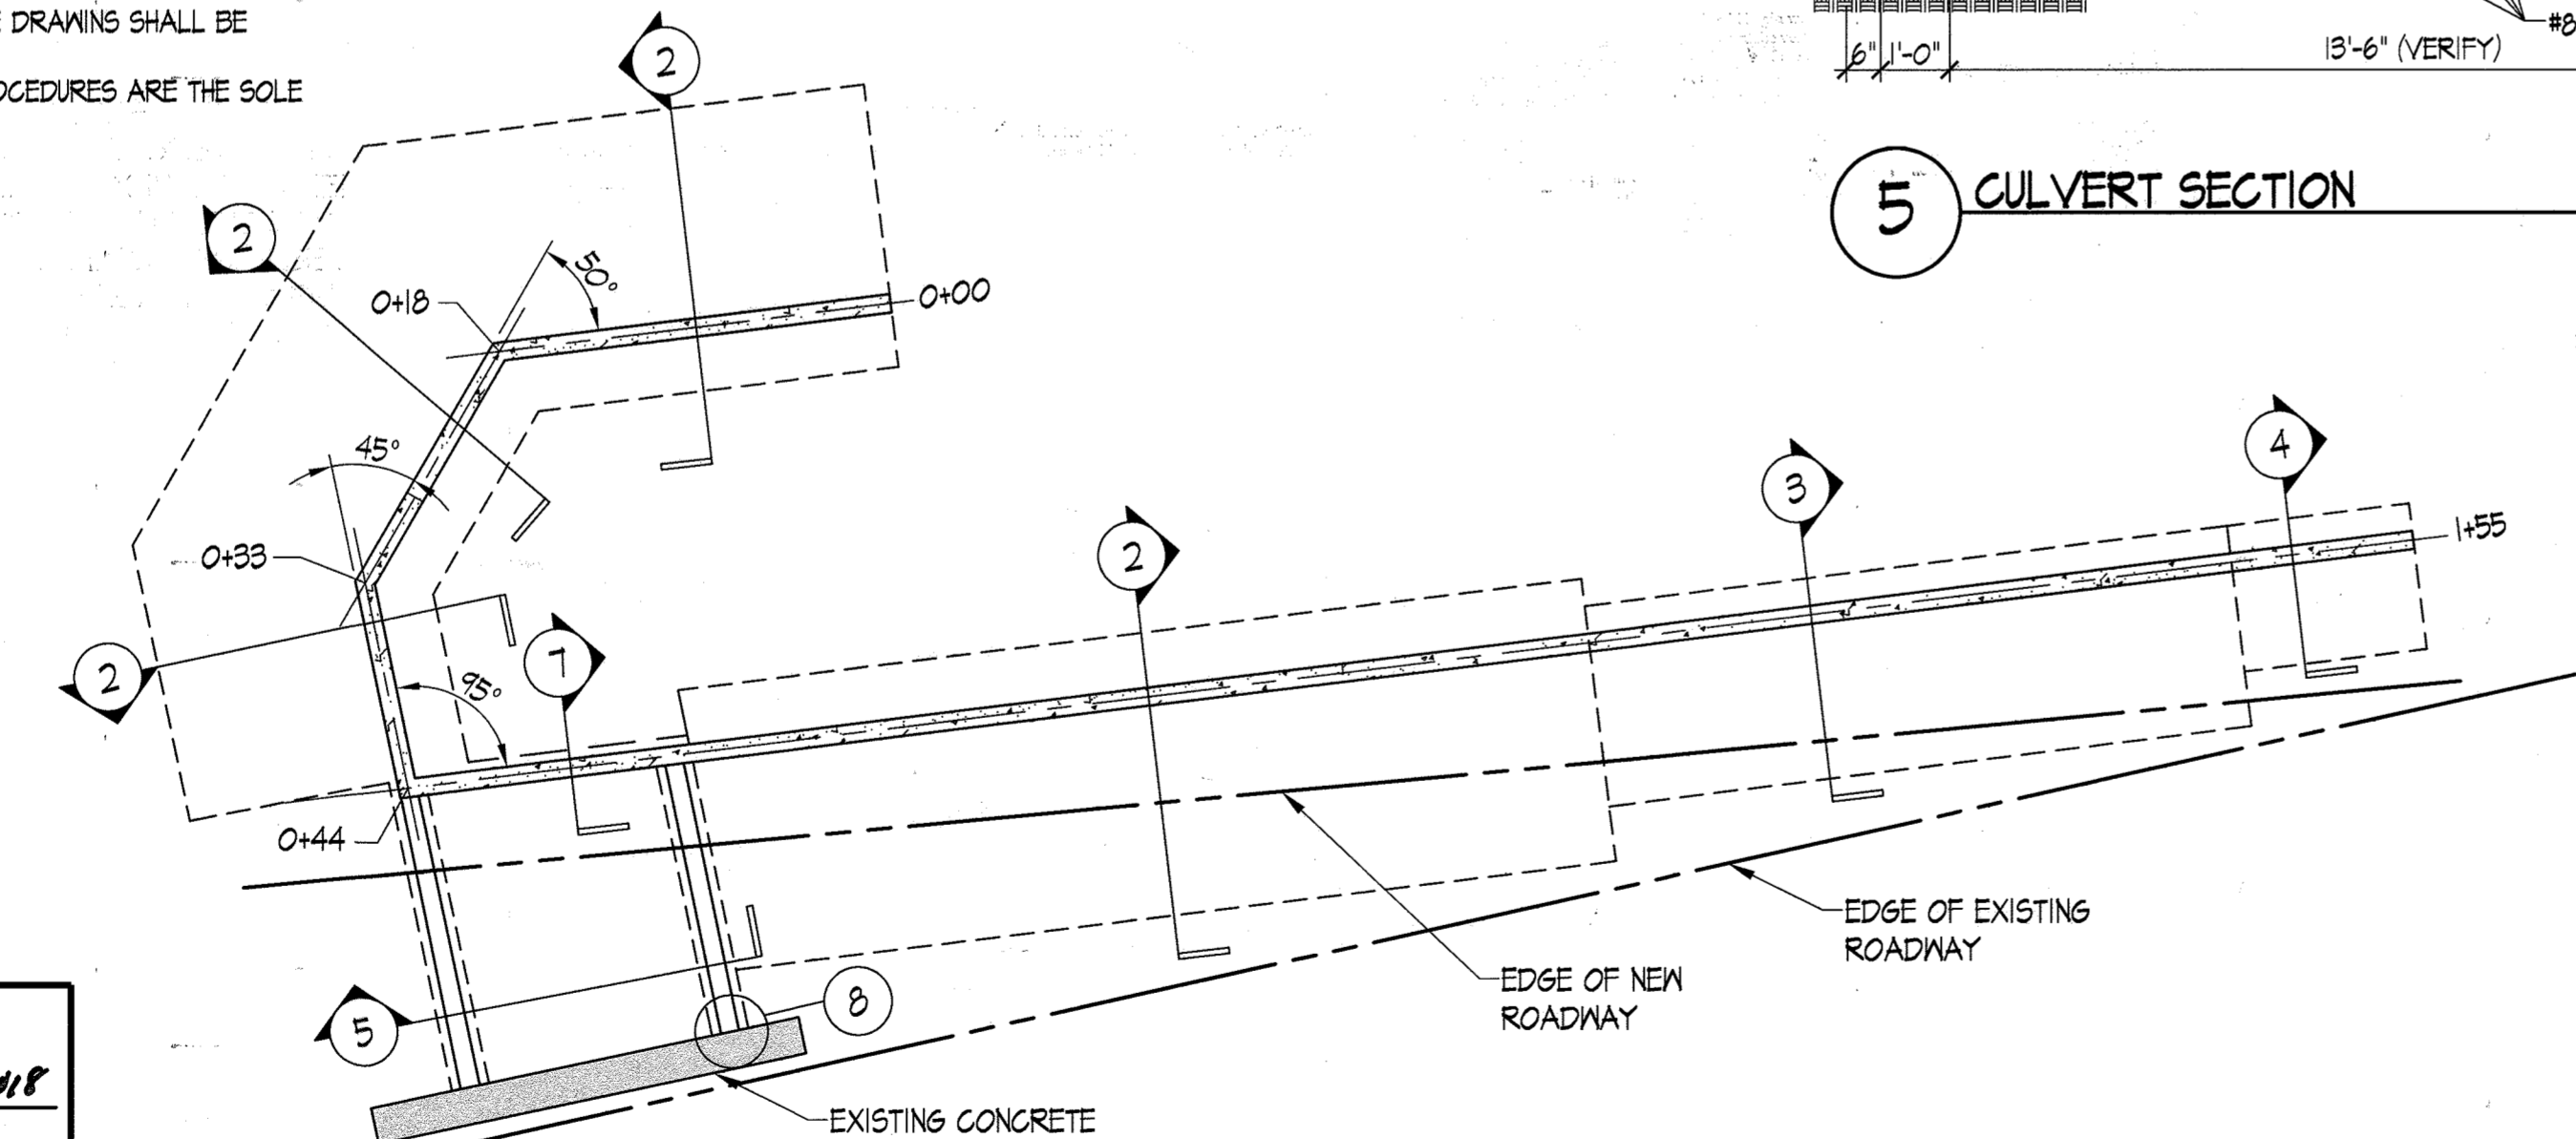 DRAWINS SHALL BE
OCEDURES ARE THE SOLE
2
2
50°
0+18
0+00
45°
0+33
2
95°
7
0+44
5
8
EXISTING CONCRETE
2
3
4
1+55
EDGE OF NEW
ROADWAY
EDGE OF EXISTING
ROADWAY
6" 1'-0"
13'-6" (VERIFY)
#8
5 CULVERT SECTION